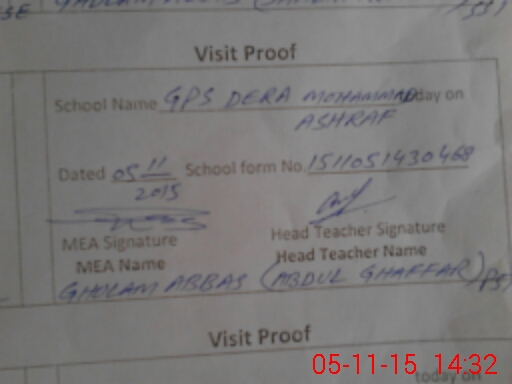 Visit Proof
School Name GPS DERA MOHAMMAD today on
ASHRAF
Dated 05 11 School form No. 1511051430468
2015
MEA Signature Head Teacher Signature
MEA Name Head Teacher Name
GHULAM ABBAS (ABDUL GHAFFAR) PST
Visit Proof
05-11-15 14:32
today on